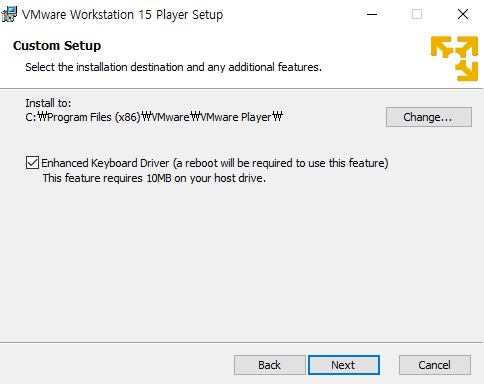 VMware Workstation 15 Player Setup
Custom Setup
Select the installation destination and any additional features.
Install to:
C:₩Program Files (x86)₩VMware₩VMware Player₩
Change...
Enhanced Keyboard Driver (a reboot will be required to use this feature)
This feature requires 10MB on your host drive.
Back
Next
Cancel